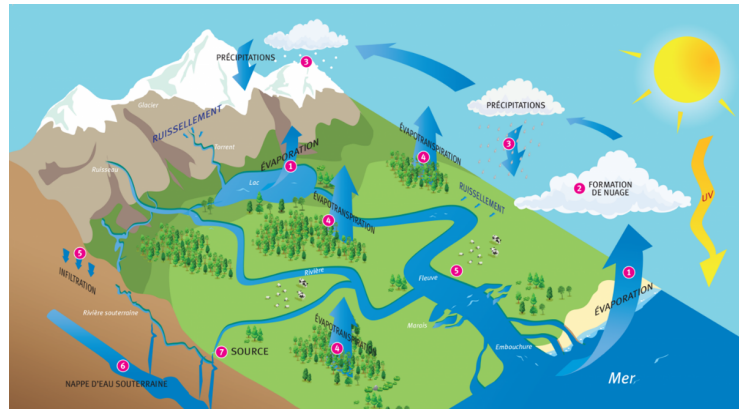 PRÉCIPITATIONS
3
Glacier
RUISSELLEMENT
Torrent
Ruisseau
ÉVAPORATION
1
Lac
ÉVAPOTRANSPIRATION
4
PRÉCIPITATIONS
3
2
FORMATION
DE NUAGE
UV
RUISSELLEMENT
ÉVAPOTRANSPIRATION
4
5
INFILTRATION
Rivière
5
Fleuve
1
ÉVAPORATION
Rivière souterraine
Marais
Embouchure
ÉVAPOTRANSPIRATION
4
7
SOURCE
6
NAPPE D'EAU SOUTERRAINE
Mer